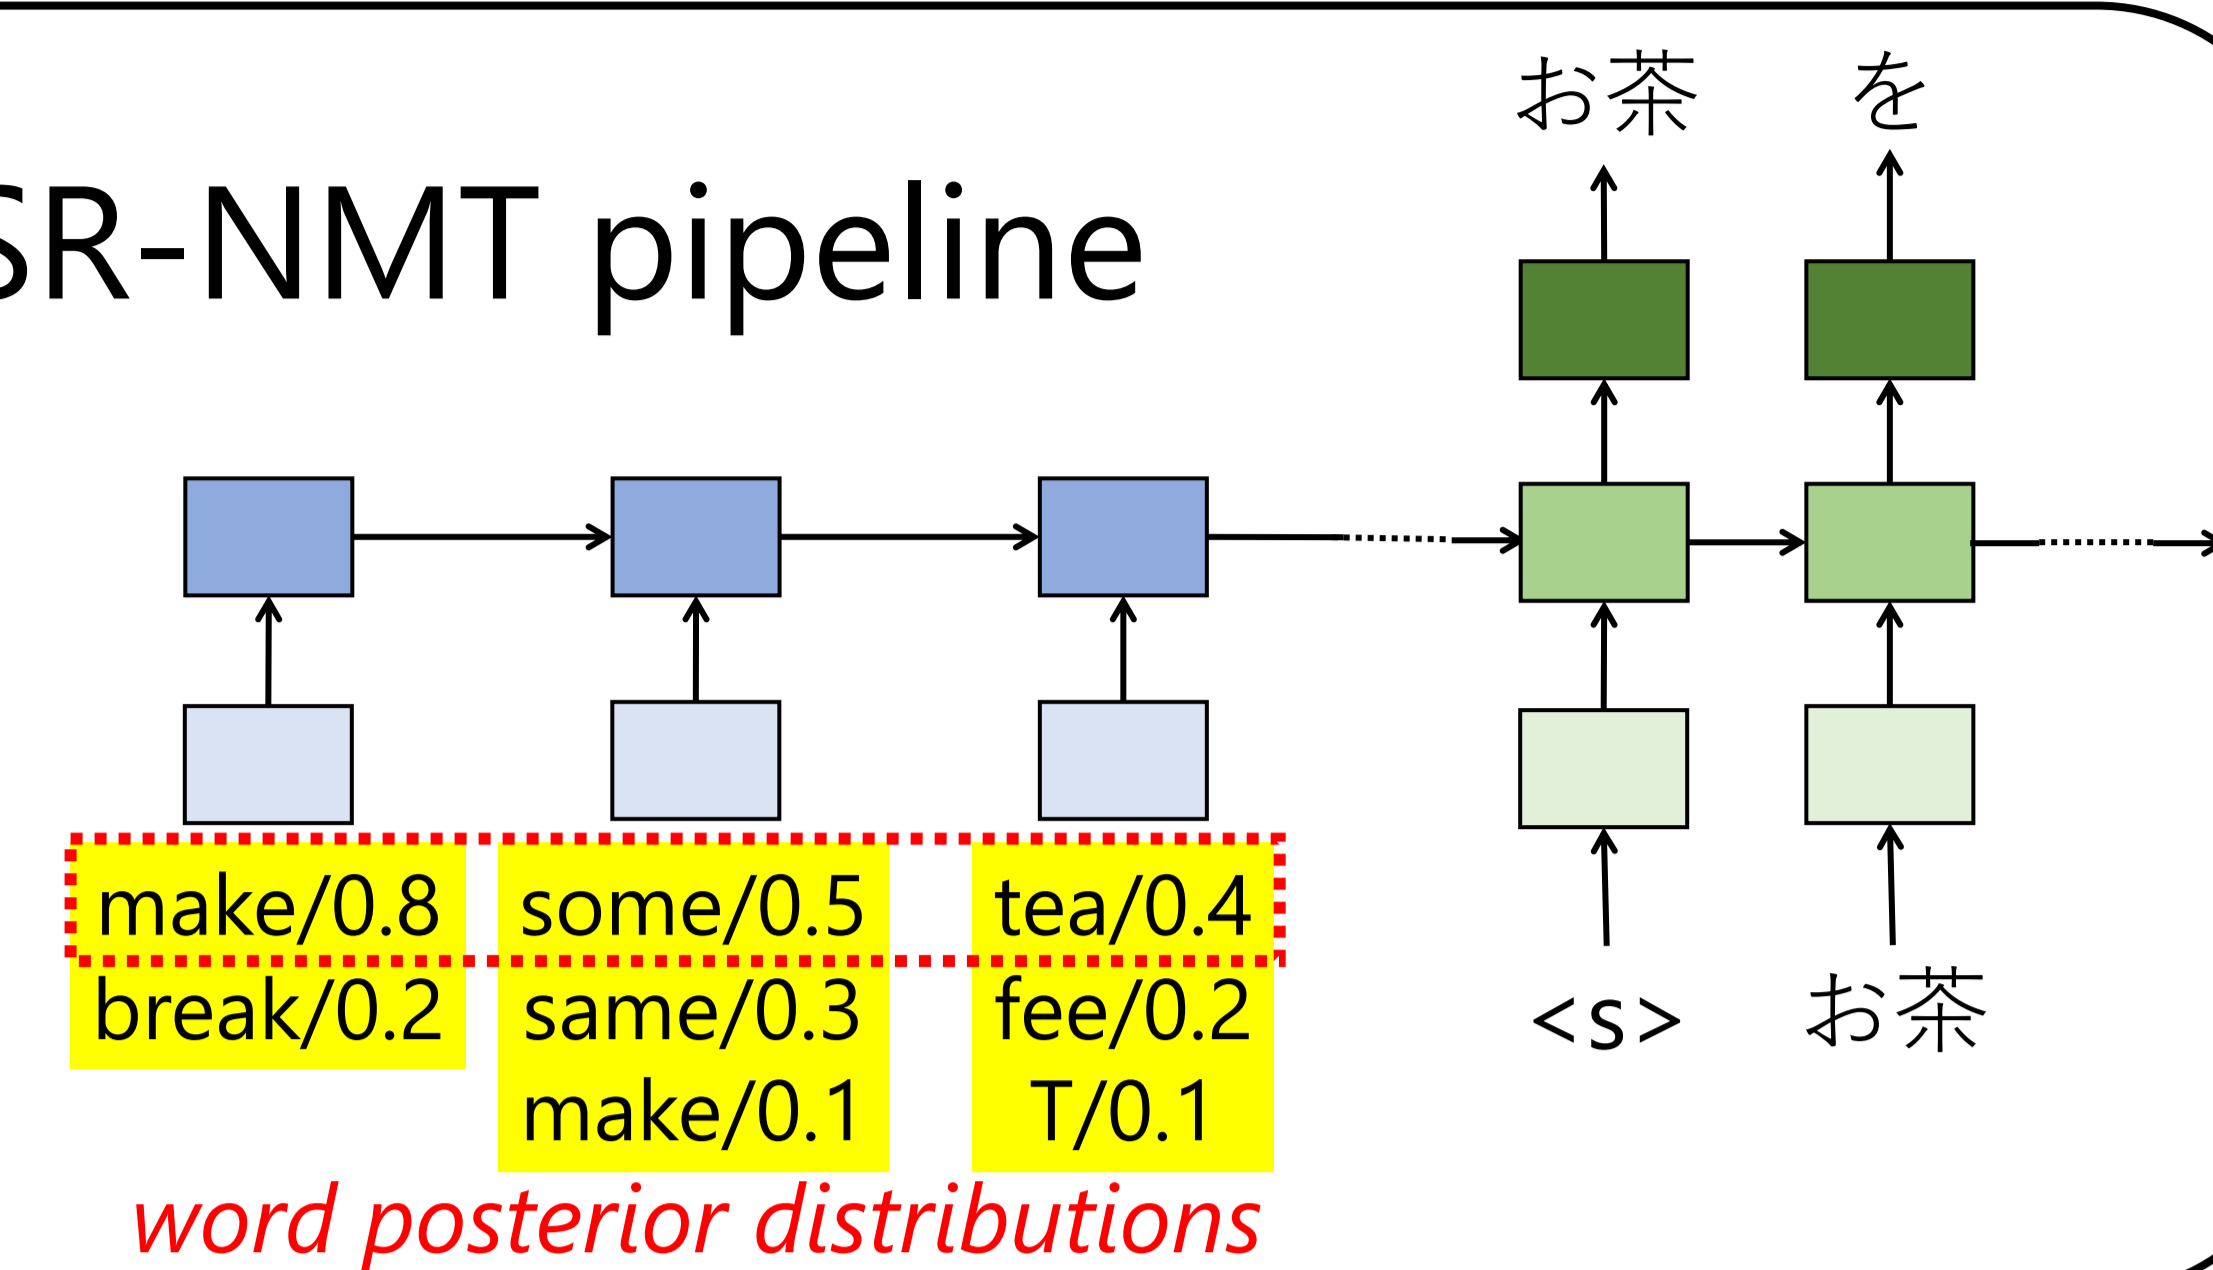 お茶 を
SR-NMT pipeline
make/0.8 some/0.5 tea/0.4
break/0.2 same/0.3 fee/0.2
make/0.1 T/0.1
<s> お茶
word posterior distributions